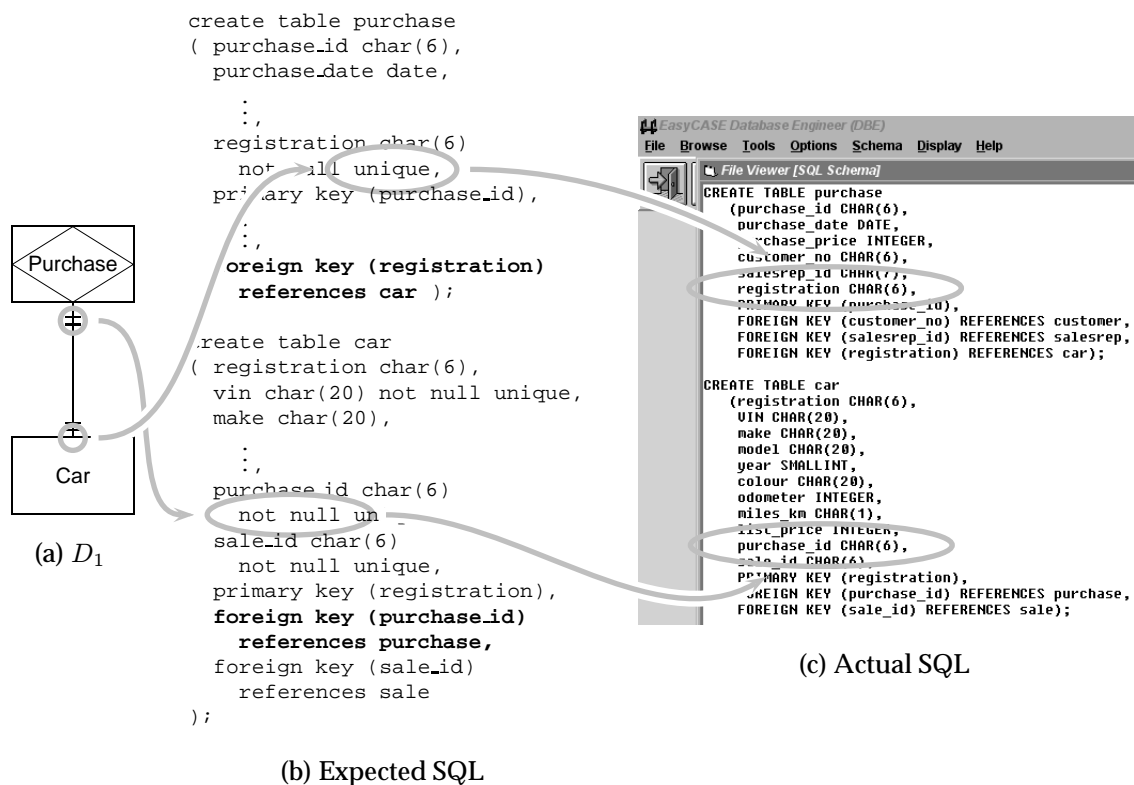 create table purchase
( purchase_id char(6),
purchase_date date,
:,
registration char(6)
not null unique,
primary key (purchase_id),
:,
foreign key (registration)
references car );
create table car
( registration char(6),
vin char(20) not null unique,
make char(20),
:,
purchase_id char(6)
not null un
sale_id char(6)
not null unique,
primary key (registration),
foreign key (purchase_id)
references purchase,
foreign key (sale_id)
references sale
);
(b) Expected SQL
Purchase
Car
(a) D1
EasyCASE Database Engineer (DBE)
File Browse Tools Options Schema Display Help
File Viewer [SQL Schema]
CREATE TABLE purchase
(purchase_id CHAR(6),
purchase_date DATE,
purchase_price INTEGER,
customer_no CHAR(6),
salesrep_id CHAR(7),
registration CHAR(6),
PRIMARY KEY (purchase_id),
FOREIGN KEY (customer_no) REFERENCES customer,
FOREIGN KEY (salesrep_id) REFERENCES salesrep,
FOREIGN KEY (registration) REFERENCES car);
CREATE TABLE car
(registration CHAR(6),
VIN CHAR(20),
make CHAR(20),
model CHAR(20),
year SMALLINT,
colour CHAR(20),
odometer INTEGER,
miles_km CHAR(1),
list_price INTEGER,
purchase_id CHAR(6),
sale_id CHAR(6),
PRIMARY KEY (registration),
FOREIGN KEY (purchase_id) REFERENCES purchase,
FOREIGN KEY (sale_id) REFERENCES sale);
(c) Actual SQL